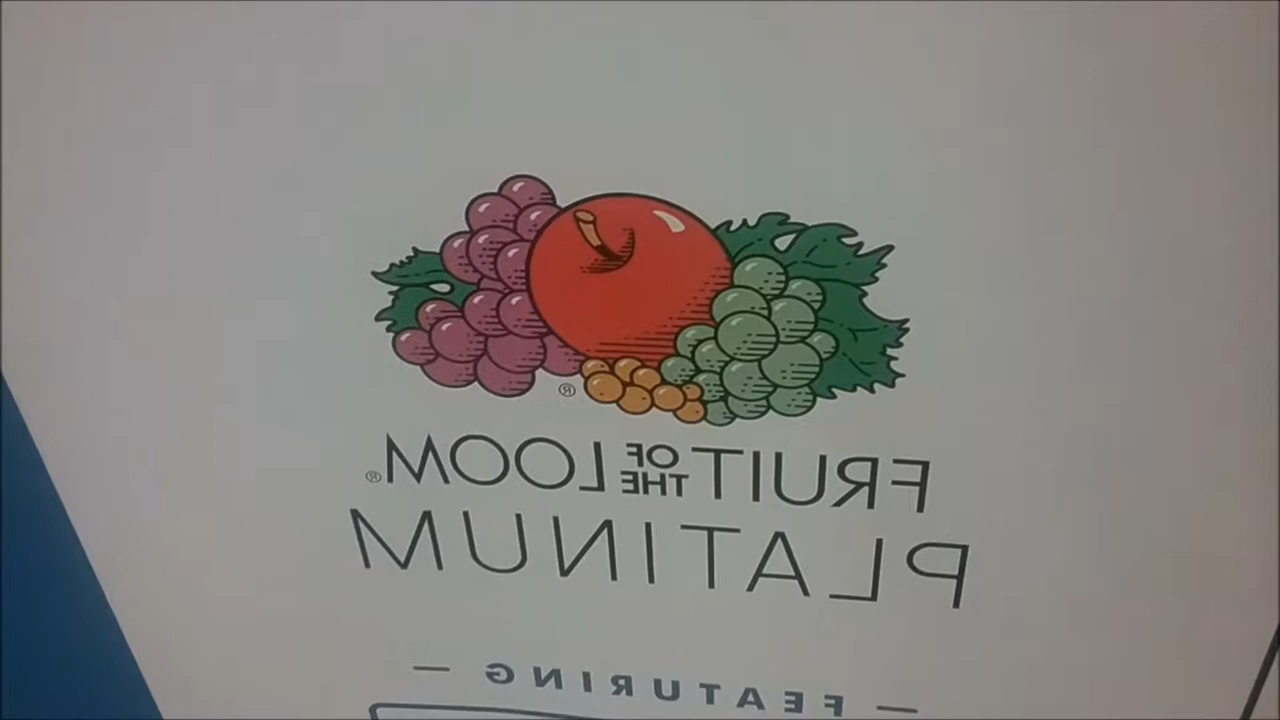 ®
FRUIT OF THE LOOM®
PLATINUM
— FEATURING —